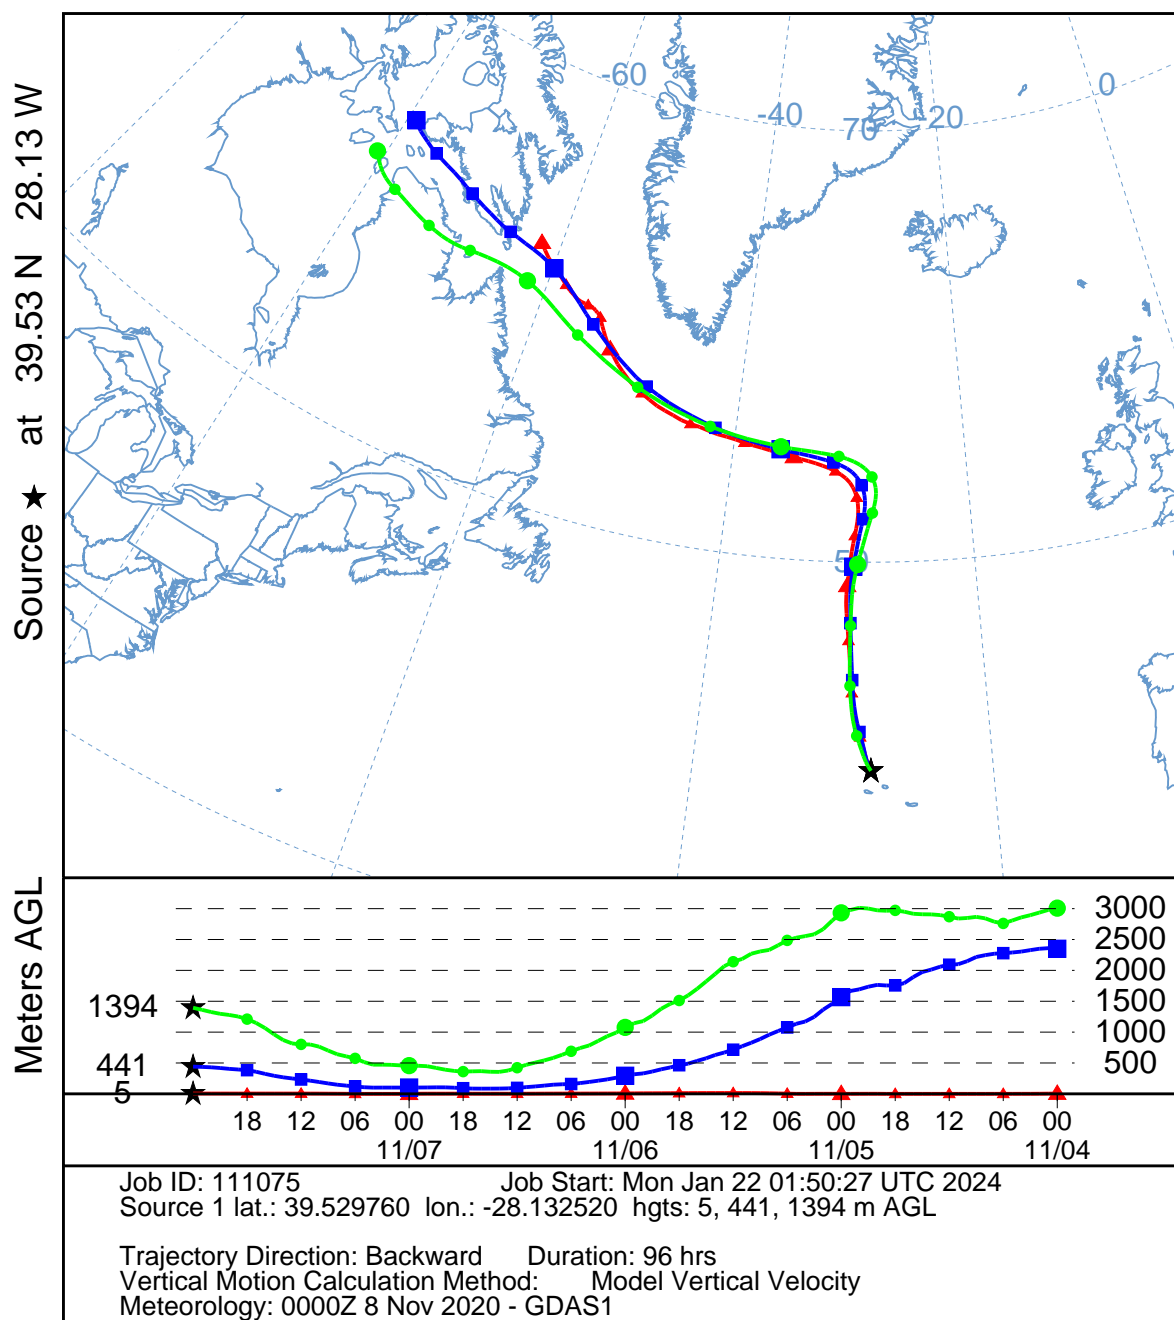 Source ★ at 39.53 N 28.13 W
-60
-40
-20
0
70
Meters AGL
3000
2500
2000
1500
1000
500
1394
441
5
18 12 06 00 18 12 06 00 18 12 06 00 18 12 06 00
11/07 11/06 11/05 11/04
Job ID: 111075 Job Start: Mon Jan 22 01:50:27 UTC 2024
Source 1 lat.: 39.529760 lon.: -28.132520 hgts: 5, 441, 1394 m AGL
Trajectory Direction: Backward Duration: 96 hrs
Vertical Motion Calculation Method: Model Vertical Velocity
Meteorology: 0000Z 8 Nov 2020 - GDAS1